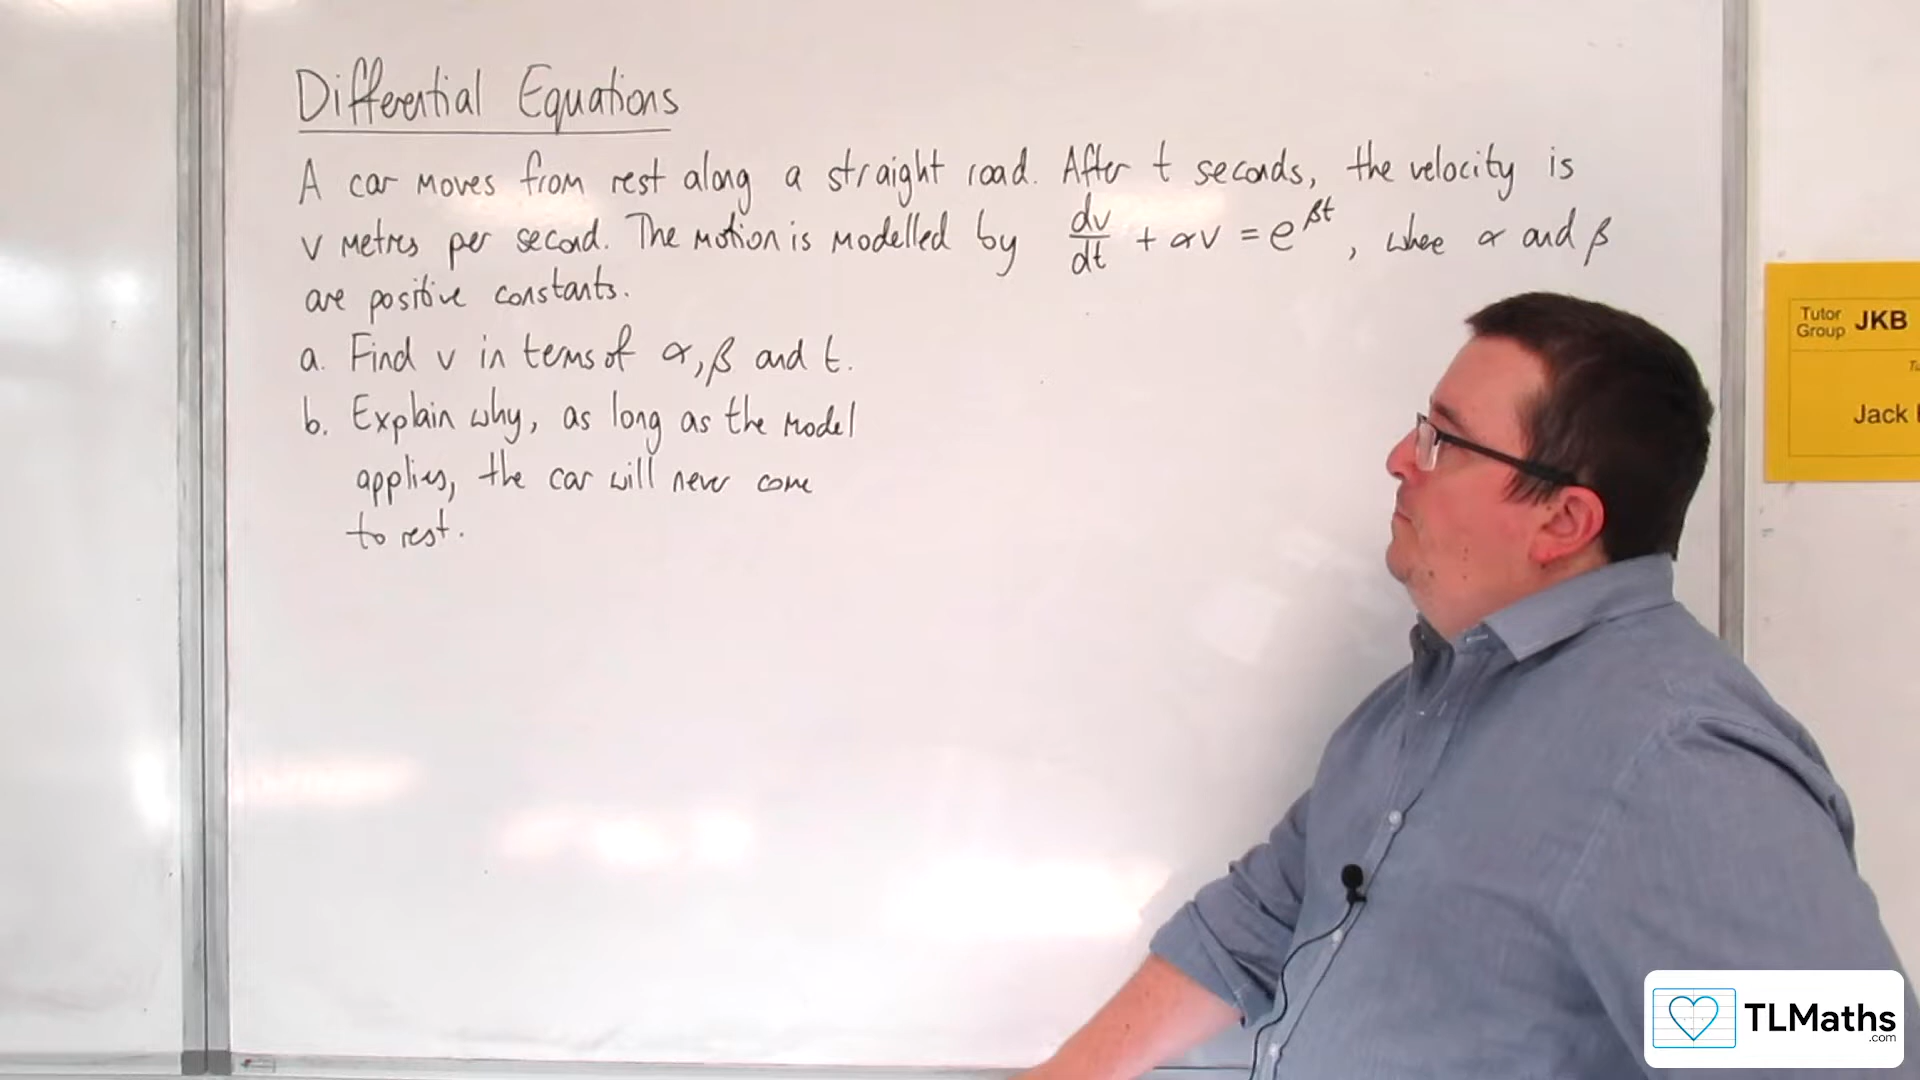 Differential Equations
A car moves from rest along a straight road. After t seconds, the velocity is
v metres per second. The motion is modelled by dv/dt + αv = e^βt, where α and β
are positive constants.
a. Find v in terms of α, β and t.
b. Explain why, as long as the model
applies, the car will never come
to rest.
Tutor Group JKB
Jack
TLMaths
.com